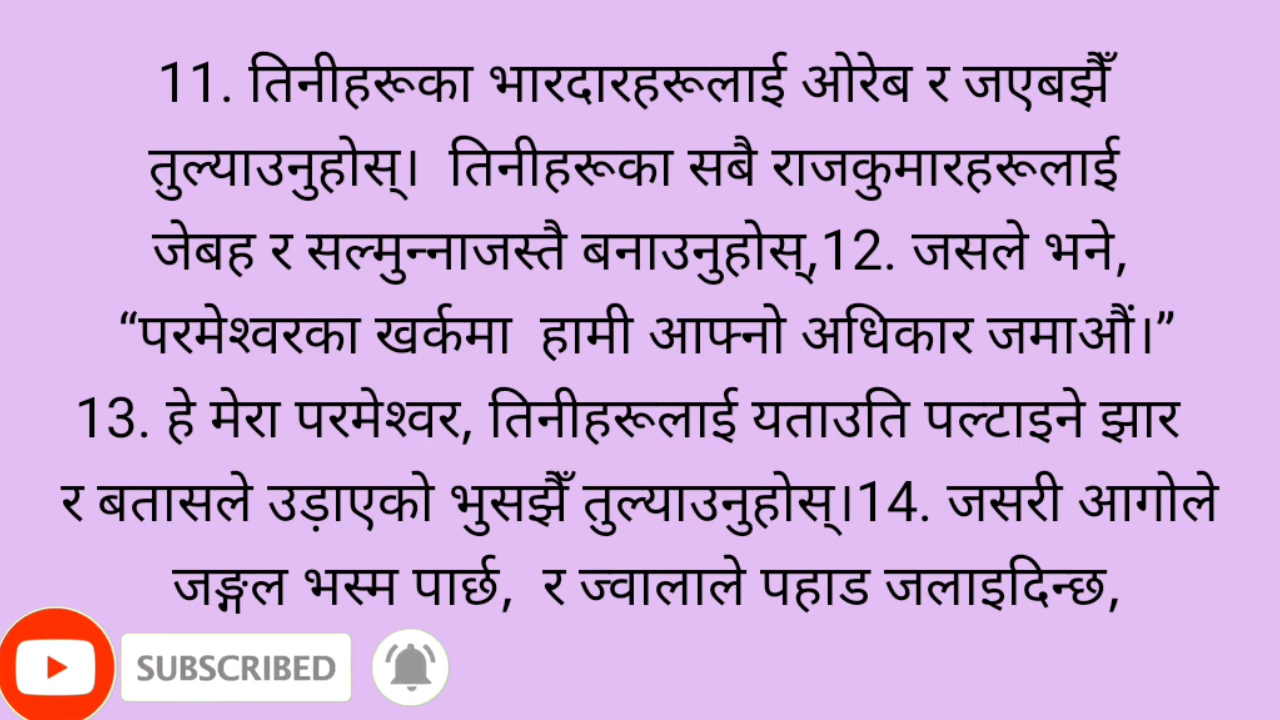 11. तिनीहरूका भारदारहरूलाई ओरेब र जएबझैँ
तुल्याउनुहोस्।  तिनीहरूका सबै राजकुमारहरूलाई
जेबह र सल्मुन्नाजस्तै बनाउनुहोस्,12. जसले भने,
“परमेश्वरका खर्कमा  हामी आफ्नो अधिकार जमाऔं।”
13. हे मेरा परमेश्वर, तिनीहरूलाई यताउति पल्टाइने झार
र बतासले उड़ाएको भुसझैँ तुल्याउनुहोस्।14. जसरी आगोले
जङ्गल भस्म पार्छ,  र ज्वालाले पहाड जलाइदिन्छ,
SUBSCRIBED